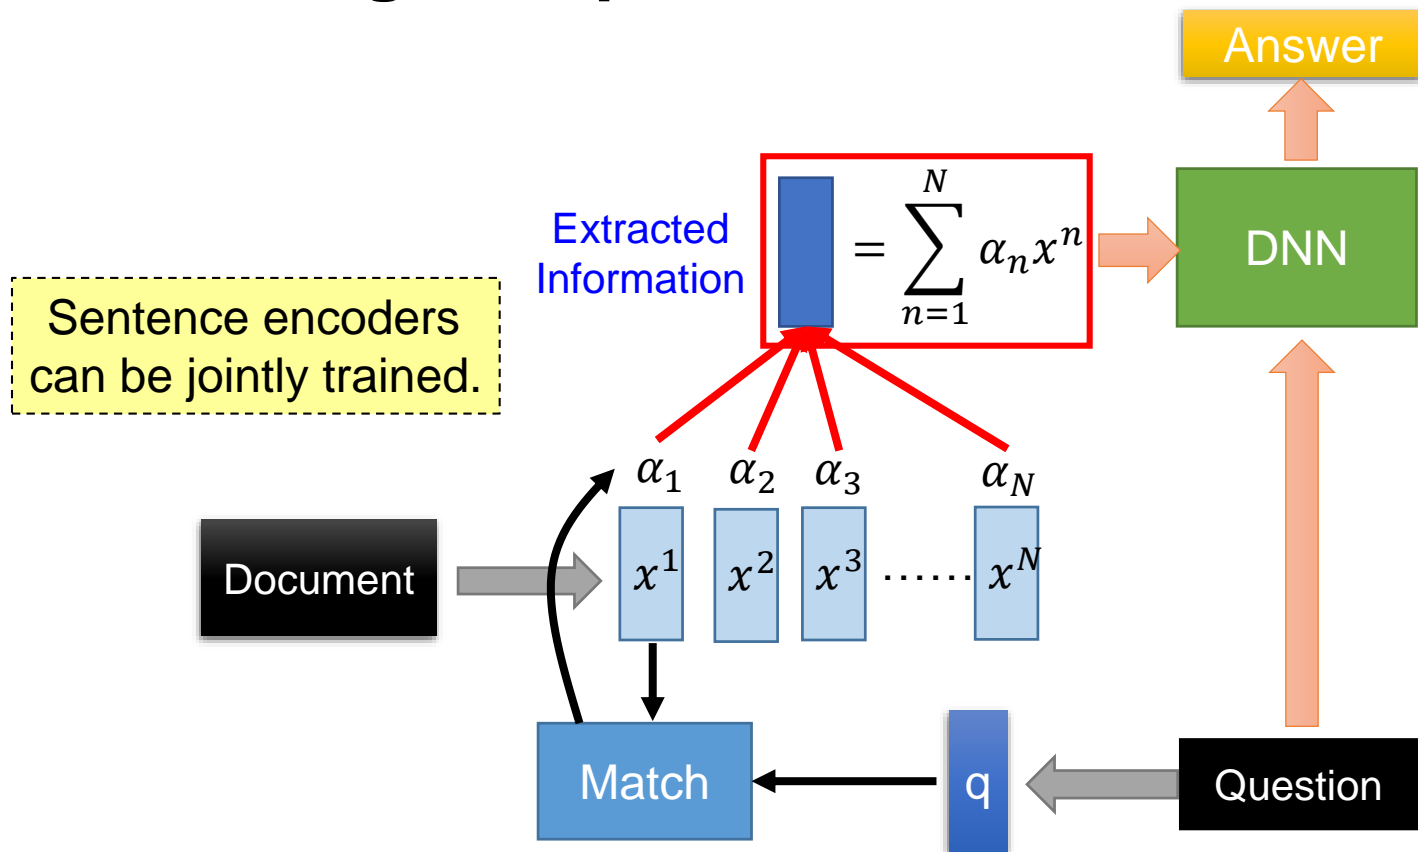 Answer
Extracted
Information
= \sum_{n=1}^{N} α_n x^n
DNN
Sentence encoders
can be jointly trained.
α_1 α_2 α_3 α_N
Document
x^1 x^2 x^3 …… x^N
Match
q
Question